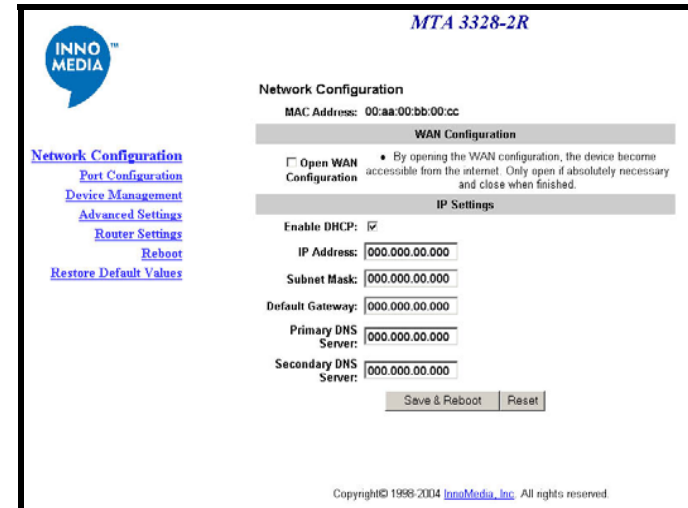 MTA 3328-2R
INNO
MEDIA
TM
Network Configuration
MAC Address: 00:aa:00:bb:00:cc
WAN Configuration
Open WAN
Configuration
• By opening the WAN configuration, the device become
accessible from the internet. Only open if absolutely necessary
and close when finished.
IP Settings
Enable DHCP:
IP Address: 000.000.00.000
Subnet Mask: 000.000.00.000
Default Gateway: 000.000.00.000
Primary DNS
Server: 000.000.00.000
Secondary DNS
Server: 000.000.00.000
Save & Reboot Reset
Network Configuration
Port Configuration
Device Management
Advanced Settings
Router Settings
Reboot
Restore Default Values
Copyright© 1998-2004 InnoMedia, Inc. All rights reserved.